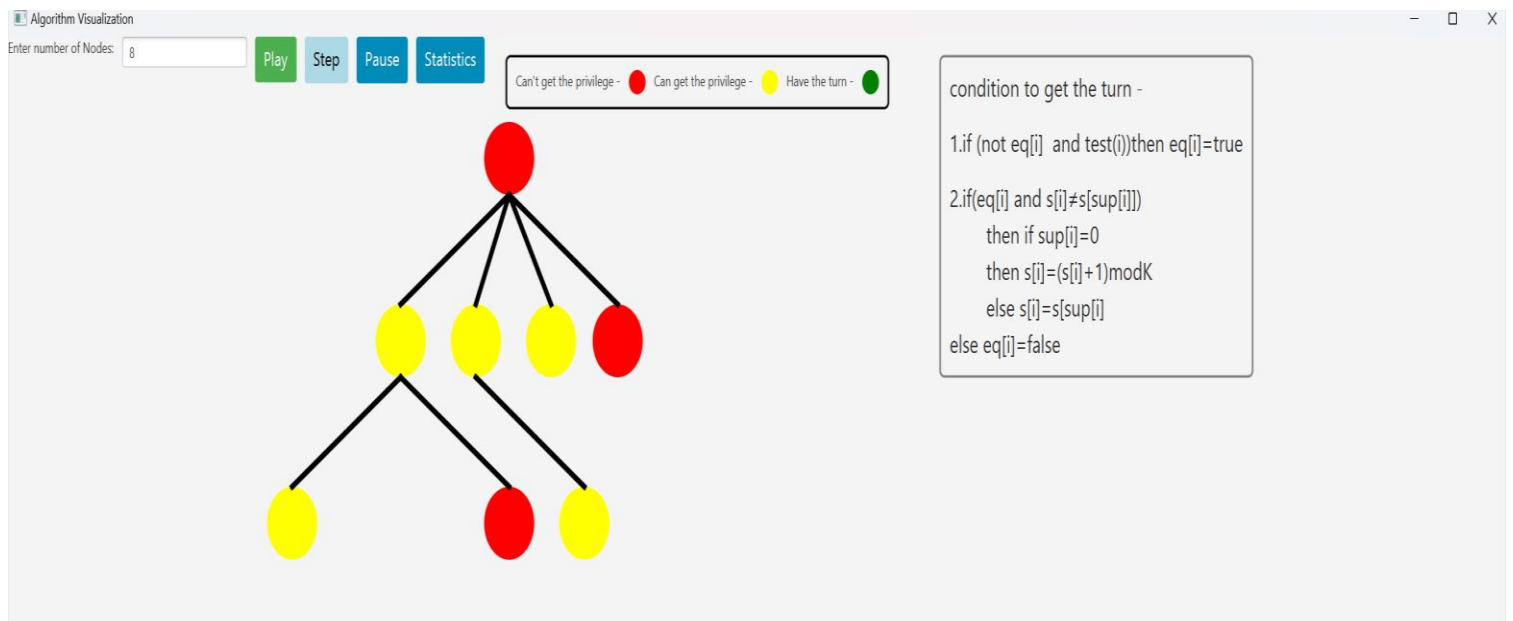 Algorithm Visualization
Enter number of Nodes: 8 Play Step Pause Statistics
Can't get the privilege - Can get the privilege - Have the turn -
condition to get the turn -
1.if (not eq[i] and test(i))then eq[i]=true
2.if(eq[i] and s[i]≠s[sup[i]])
then if sup[i]=0
then s[i]=(s[i]+1)modK
else s[i]=s[sup[i]
else eq[i]=false